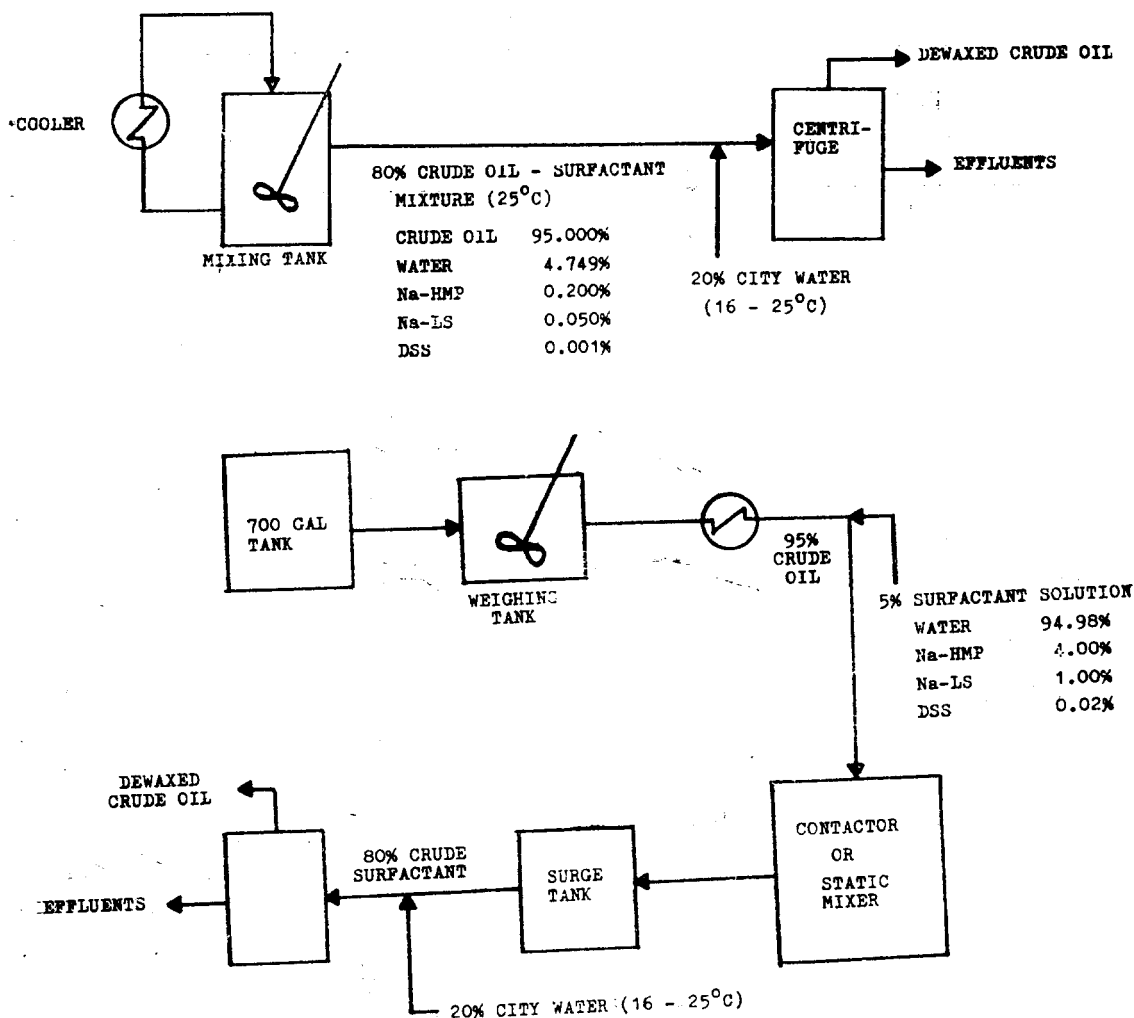 DEWAXED CRUDE OIL
COOLER
CENTRI-
FUGE
EFFLUENTS
80% CRUDE OIL - SURFACTANT
MIXTURE (25°C)
CRUDE OIL 95.000%
WATER 4.749%
Na-HMP 0.200%
Na-LS 0.050%
DSS 0.001%
MIXING TANK
20% CITY WATER
(16 - 25°C)
700 GAL
TANK
WEIGHING
TANK
95%
CRUDE
OIL
5% SURFACTANT SOLUTION
WATER 94.98%
Na-HMP 4.00%
Na-LS 1.00%
DSS 0.02%
DEWAXED
CRUDE OIL
EFFLUENTS
80% CRUDE
SURFACTANT
SURGE
TANK
CONTACTOR
OR
STATIC
MIXER
20% CITY WATER (16 - 25°C)